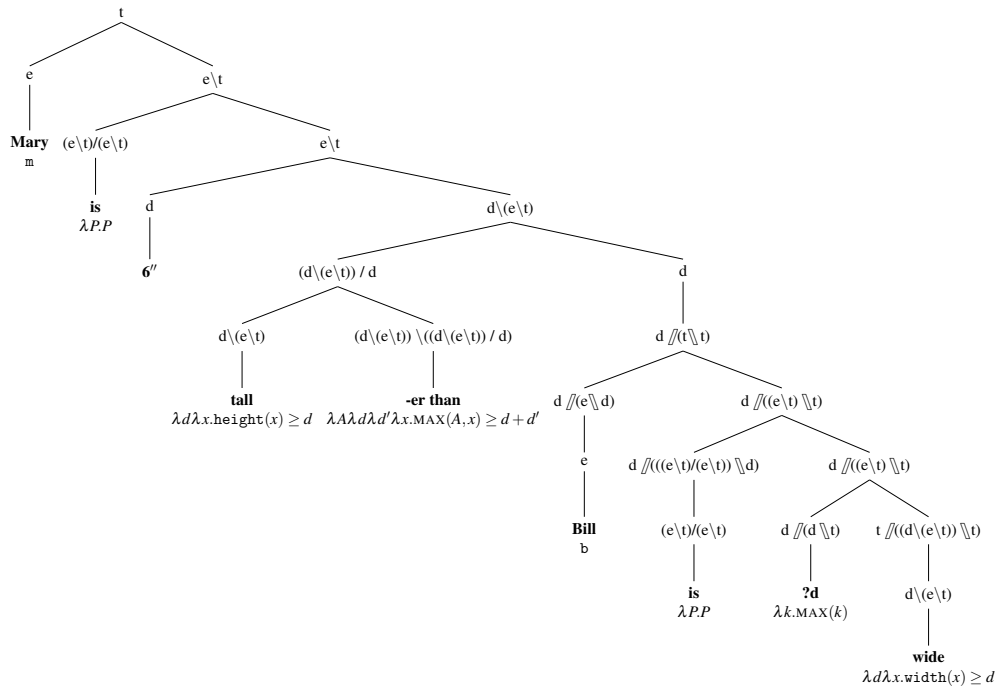 t
e e\t
Mary (e\t)/(e\t) e\t
m
is d d\(e\t)
λP.P
6″ (d\(e\t)) / d d
d\(e\t) (d\(e\t)) \((d\(e\t)) / d) d ⫽(t⑊t)
tall -er than d ⫽(e⑊d) d ⫽((e\t) ⑊t)
λdλx.height(x) ≥ d λAλdλd′λx.MAX(A,x) ≥ d + d′
e d ⫽(((e\t)/(e\t)) ⑊d) d ⫽((e\t) ⑊t)
Bill (e\t)/(e\t) d ⫽(d ⑊t) t ⫽((d\(e\t)) ⑊t)
b
is ?d d\(e\t)
λP.P λk.MAX(k)
wide
λdλx.width(x) ≥ d